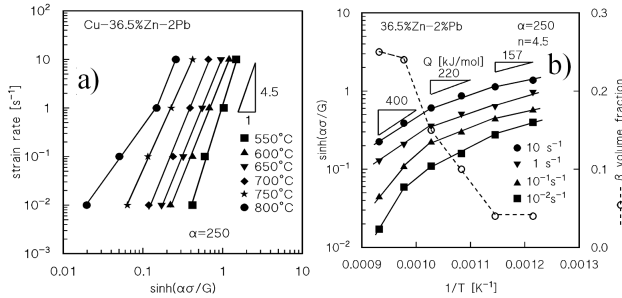 Cu-36.5%Zn-2Pb
a)
4.5
1
550°C
600°C
650°C
700°C
750°C
800°C
α=250
10²
10¹
1
10⁻¹
10⁻²
10⁻³
0.01
0.1
1
10
strain rate [s⁻¹]
sinh(ασ/G)
36.5%Zn-2%Pb
α=250
n=4.5
b)
Q [kJ/mol]
400
220
157
10 s⁻¹
1 s⁻¹
10⁻¹s⁻¹
10⁻²s⁻¹
10²
10¹
10⁰
10⁻¹
10⁻²
0.0009
0.0010
0.0011
0.0012
0.0013
0.3
0.2
0.1
0.0
sinh(ασ/G)
1/T [K⁻¹]
β volume fraction